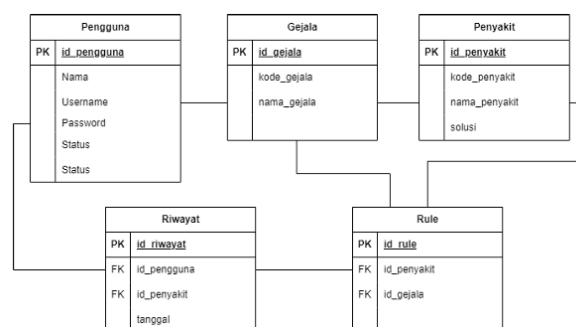 Pengguna
PK id_pengguna
Nama
Username
Password
Status
Status
Gejala
PK id_gejala
kode_gejala
nama_gejala
Penyakit
PK id_penyakit
kode_penyakit
nama_penyakit
solusi
Riwayat
PK id_riwayat
FK id_pengguna
FK id_penyakit
tanggal
Rule
PK id_rule
FK id_penyakit
FK id_gejala